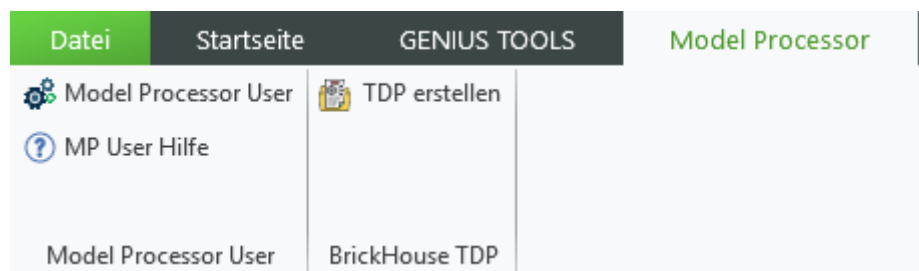 Datei Startseite GENIUS TOOLS Model Processor
Model Processor User TDP erstellen
MP User Hilfe
Model Processor User BrickHouse TDP